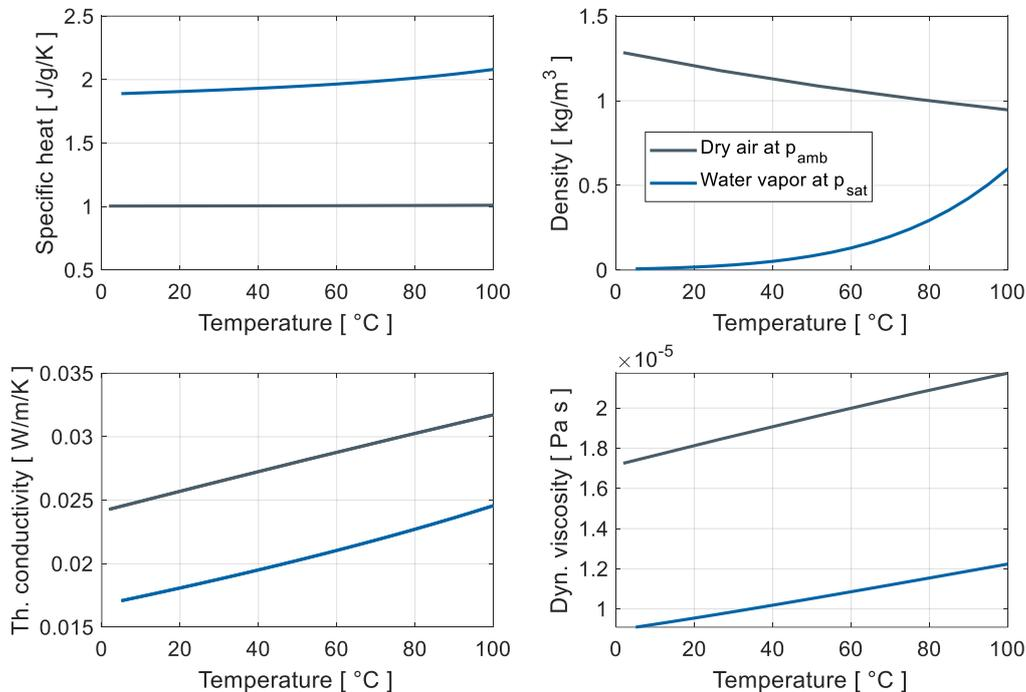 Specific heat [ J/g/K ]
2.5
2
1.5
1
0.5
0 20 40 60 80 100
Temperature [ °C ]
Density [ kg/m³ ]
1.5
1
0.5
0
Dry air at p_amb
Water vapor at p_sat
0 20 40 60 80 100
Temperature [ °C ]
Th. conductivity [ W/m/K ]
0.035
0.03
0.025
0.02
0.015
0 20 40 60 80 100
Temperature [ °C ]
Dyn. viscosity [ Pa s ]
×10⁻⁵
2
1.8
1.6
1.4
1.2
1
0 20 40 60 80 100
Temperature [ °C ]